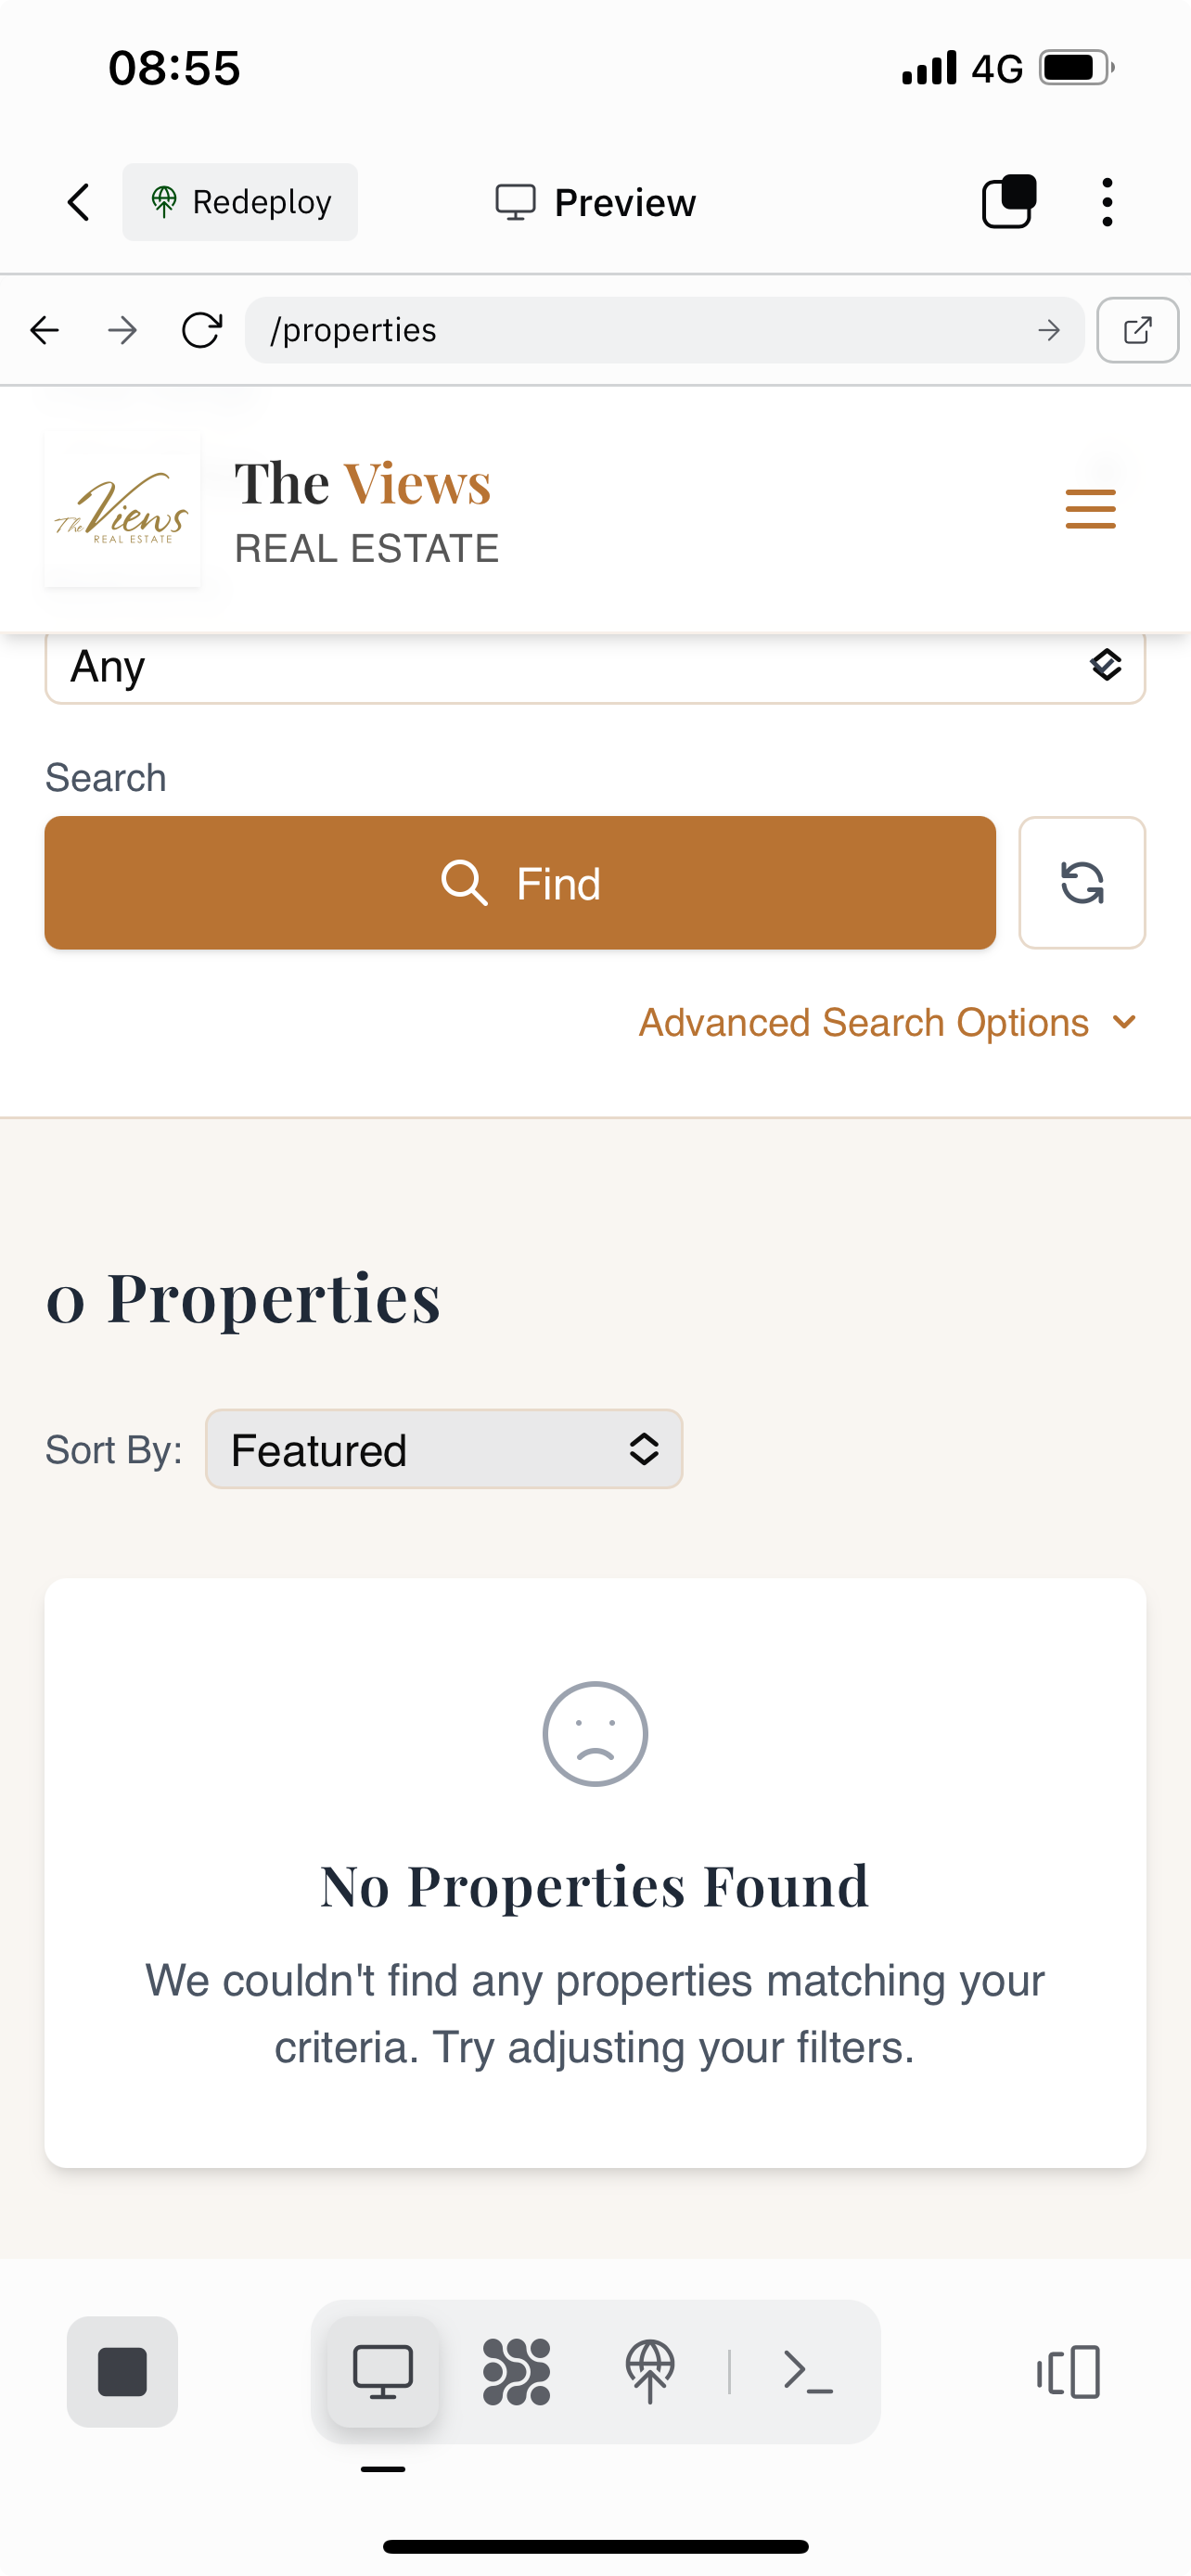 08:55
4G
Redeploy
Preview
/properties
The Views
REAL ESTATE
The Views
REAL ESTATE
Any
Search
Find
Advanced Search Options
0 Properties
Sort By:
Featured
No Properties Found
We couldn't find any properties matching your
criteria. Try adjusting your filters.